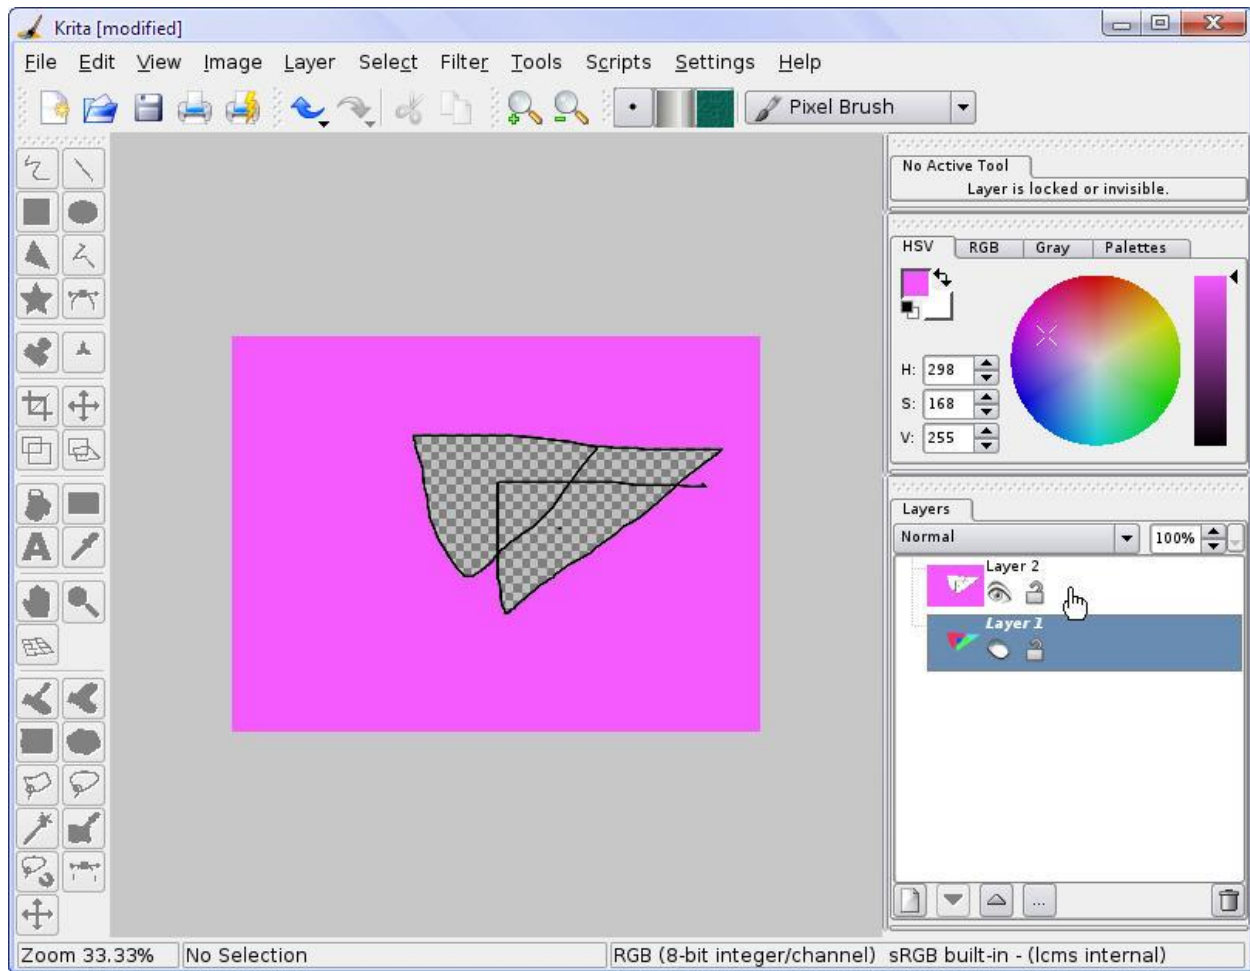 Krita [modified]
File Edit View Image Layer Select Filter Tools Scripts Settings Help
Pixel Brush
No Active Tool
Layer is locked or invisible.
HSV RGB Gray Palettes
H: 298
S: 168
V: 255
Layers
Normal 100%
Layer 2
Layer 1
...
Zoom 33.33% No Selection RGB (8-bit integer/channel) sRGB built-in - (lcms internal)